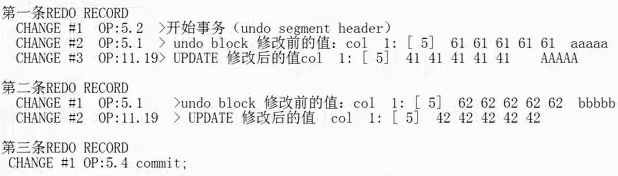 第一条REDO RECORD
CHANGE #1 OP:5.2 >开始事务（undo segment header）
CHANGE #2 OP:5.1 > undo block 修改前的值：col 1: [ 5] 61 61 61 61 61 aaaaa
CHANGE #3 OP:11.19> UPDATE 修改后的值col 1: [ 5] 41 41 41 41 41 AAAAA
第二条REDO RECORD
CHANGE #1 OP:5.1 >undo block 修改前的值：col 1: [ 5] 62 62 62 62 62 bbbbb
CHANGE #2 OP:11.19 > UPDATE 修改后的值 col 1: [ 5] 42 42 42 42 42
第三条REDO RECORD
CHANGE #1 OP:5.4 commit;